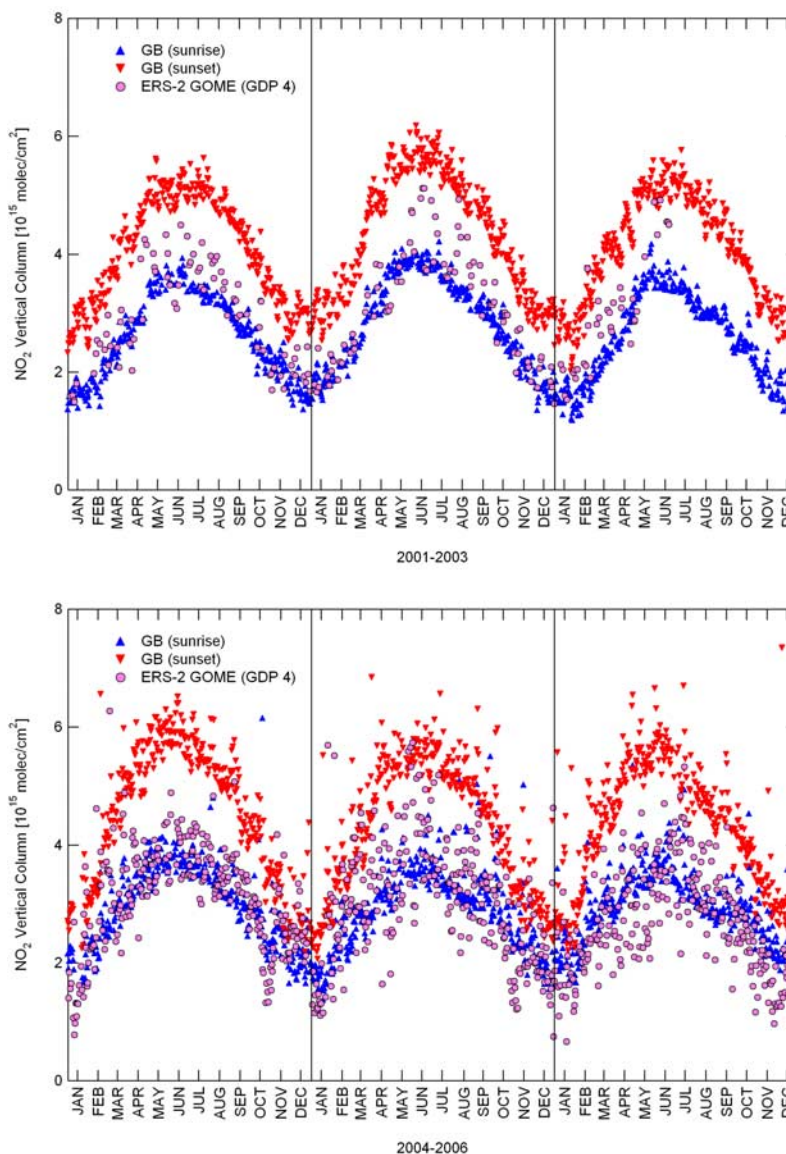 8
6
4
2
0
NO2 Vertical Column [10^15 molec/cm^2]
GB (sunrise)
GB (sunset)
ERS-2 GOME (GDP 4)
JAN FEB MAR APR MAY JUN JUL AUG SEP OCT NOV DEC JAN FEB MAR APR MAY JUN JUL AUG SEP OCT NOV DEC JAN FEB MAR APR MAY JUN JUL AUG SEP OCT NOV DEC
2001-2003
8
6
4
2
0
NO2 Vertical Column [10^15 molec/cm^2]
GB (sunrise)
GB (sunset)
ERS-2 GOME (GDP 4)
JAN FEB MAR APR MAY JUN JUL AUG SEP OCT NOV DEC JAN FEB MAR APR MAY JUN JUL AUG SEP OCT NOV DEC JAN FEB MAR APR MAY JUN JUL AUG SEP OCT NOV DEC
2004-2006